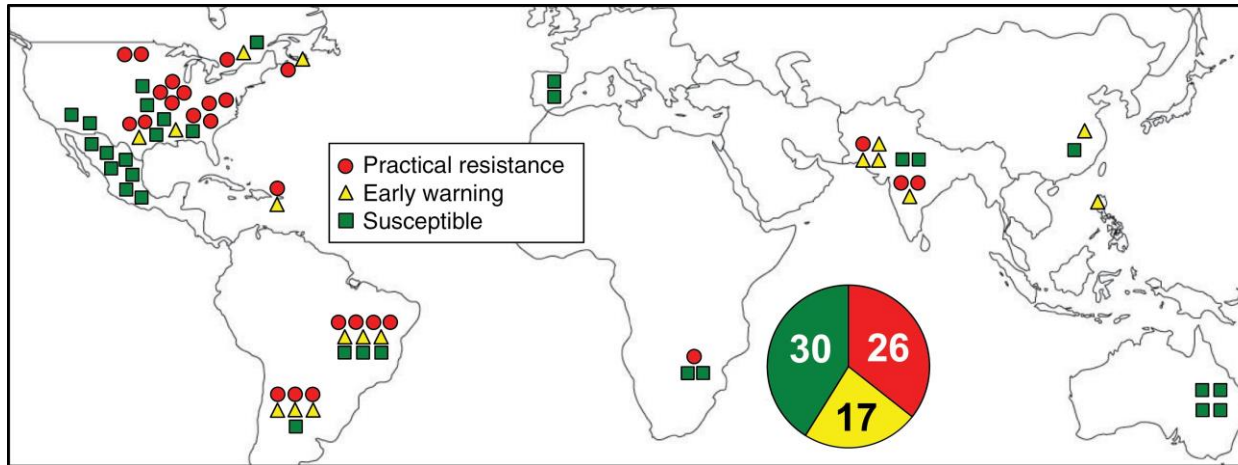 Practical resistance
Early warning
Susceptible
30
26
17